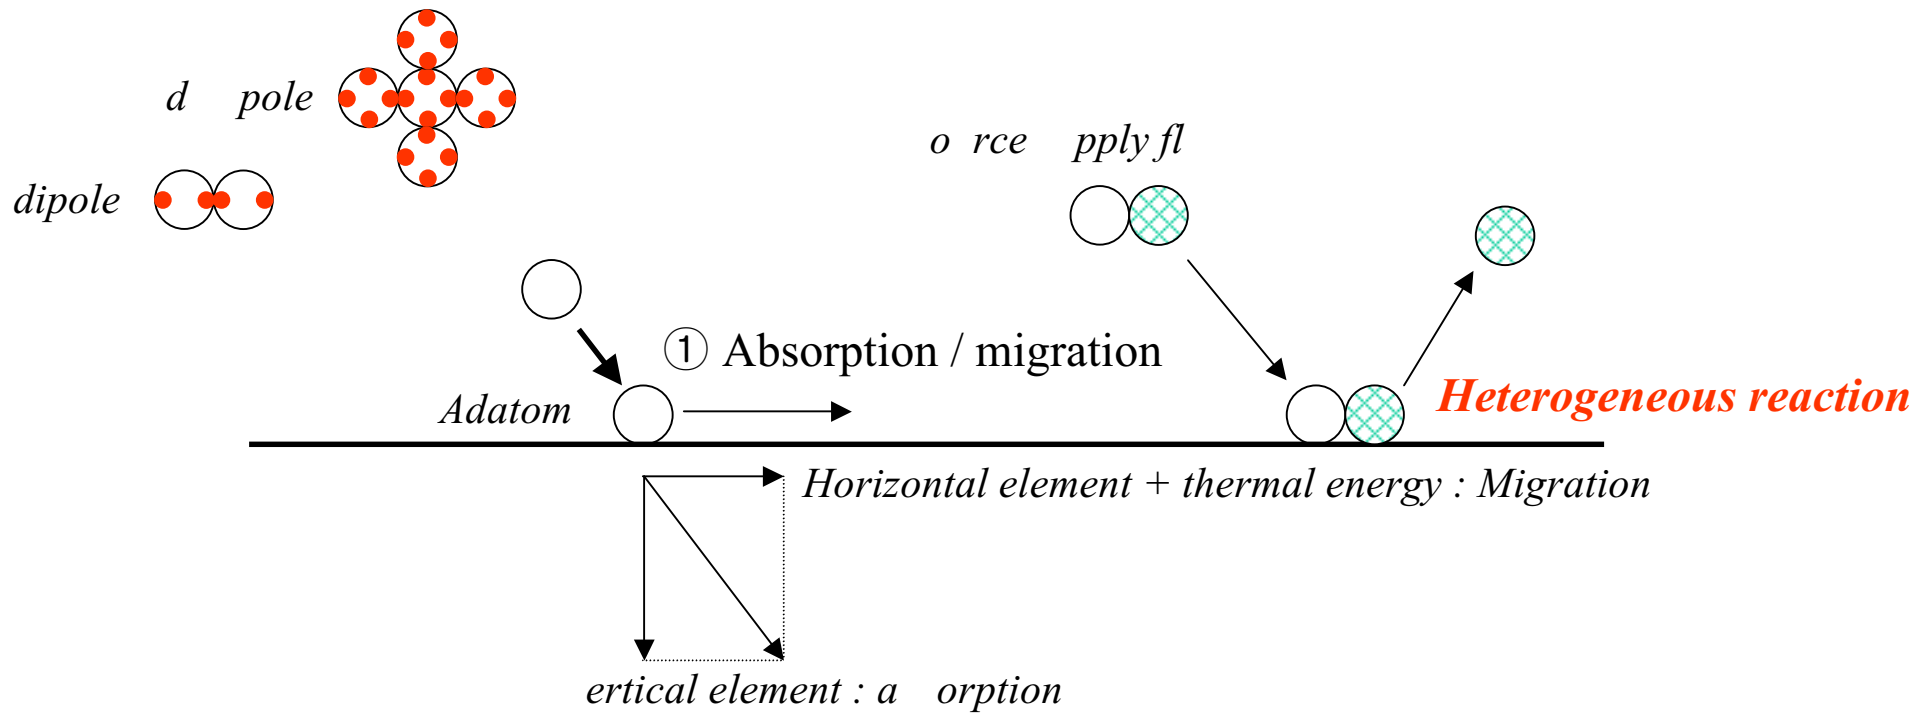 d pole
dipole
o rce pply fl
① Absorption / migration
Adatom
Heterogeneous reaction
Horizontal element + thermal energy : Migration
ertical element : a orption